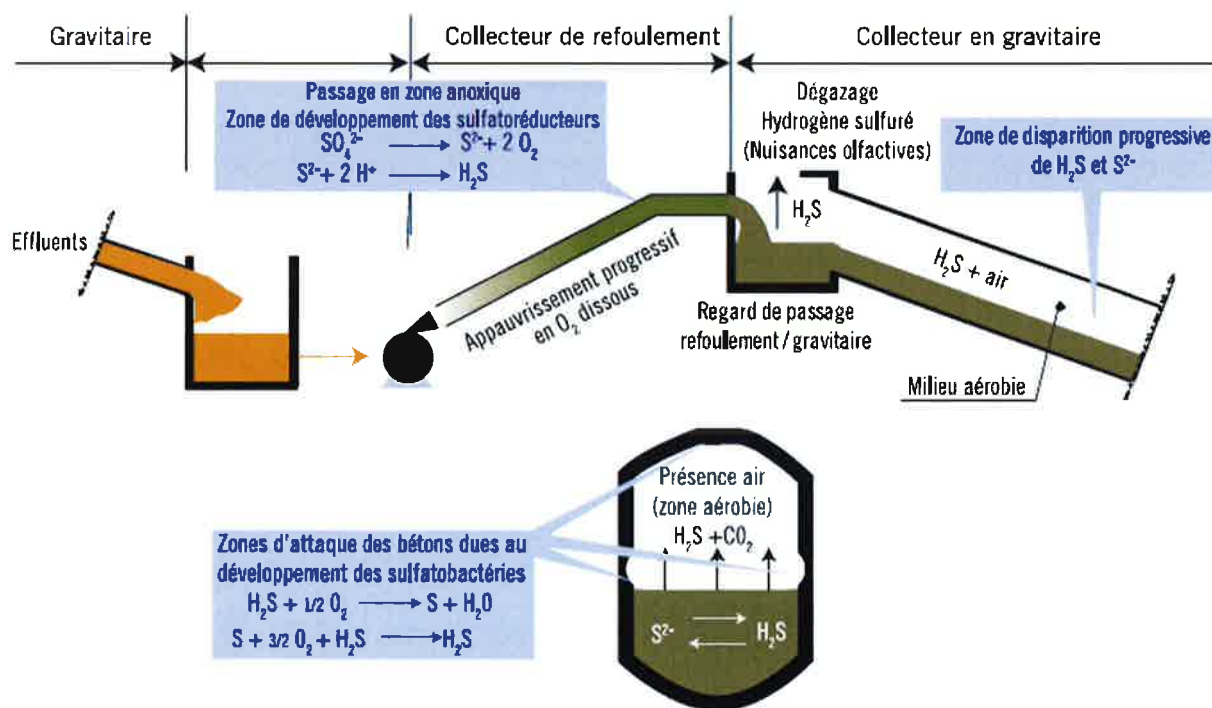 Gravitaire
Collecteur de refoulement
Collecteur en gravitaire
Passage en zone anoxique
Zone de développement des sulfatoréducteurs
SO₄²⁻ → S²⁻+ 2 O₂
S²⁻+ 2 H⁺ → H₂S
Dégazage
Hydrogène sulfuré
(Nuisances olfactives)
H₂S
Zone de disparition progressive
de H₂S et S²⁻
Effluents
Appauvrissement progressif
en O₂ dissous
H₂S + air
Regard de passage
refoulement / gravitaire
Milieu aérobie
Présence air
(zone aérobie)
H₂S +CO₂
Zones d'attaque des bétons dues au
développement des sulfatobactéries
H₂S + 1/2 O₂ → S + H₂O
S + 3/2 O₂ + H₂S → H₂S
S²⁻ H₂S